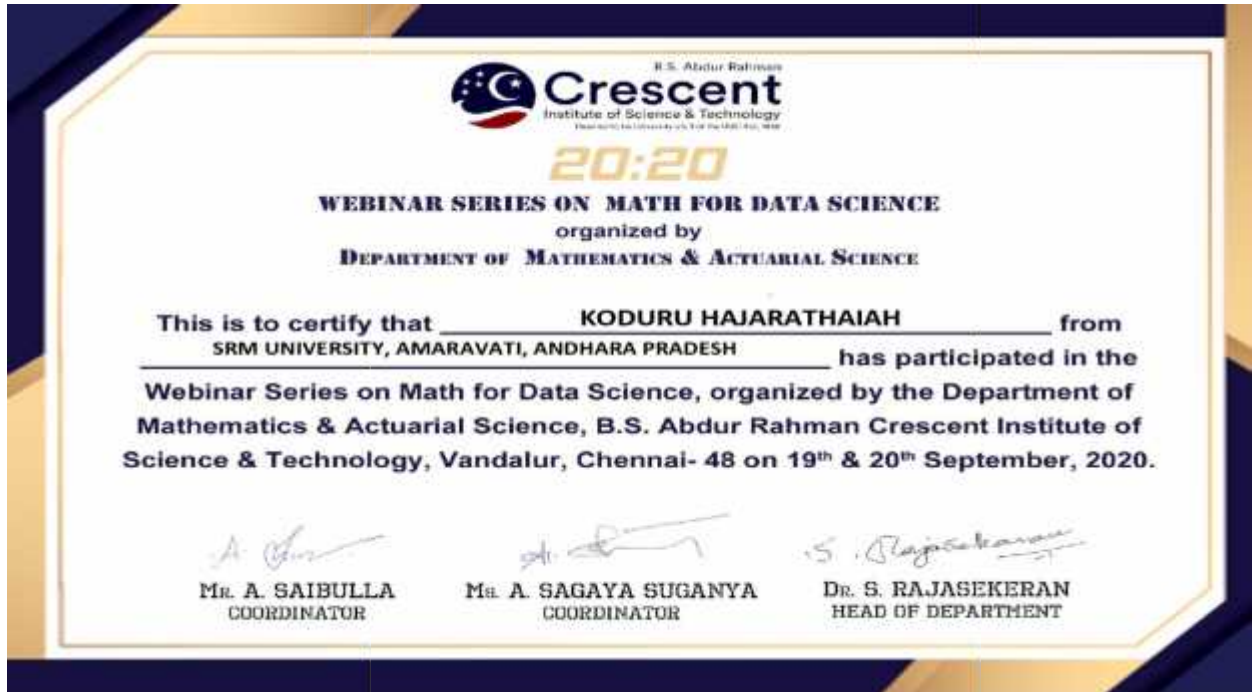 B.S. Abdur Rahman
Crescent
Institute of Science & Technology
20:20
WEBINAR SERIES ON MATH FOR DATA SCIENCE
organized by
DEPARTMENT OF MATHEMATICS & ACTUARIAL SCIENCE
This is to certify that KODURU HAJARATHAIAH from
SRM UNIVERSITY, AMARAVATI, ANDHARA PRADESH has participated in the
Webinar Series on Math for Data Science, organized by the Department of
Mathematics & Actuarial Science, B.S. Abdur Rahman Crescent Institute of
Science & Technology, Vandalur, Chennai- 48 on 19th & 20th September, 2020.
S. Rajasekaran
MR. A. SAIBULLA MS. A. SAGAYA SUGANYA DR. S. RAJASEKERAN
COORDINATOR COORDINATOR HEAD OF DEPARTMENT